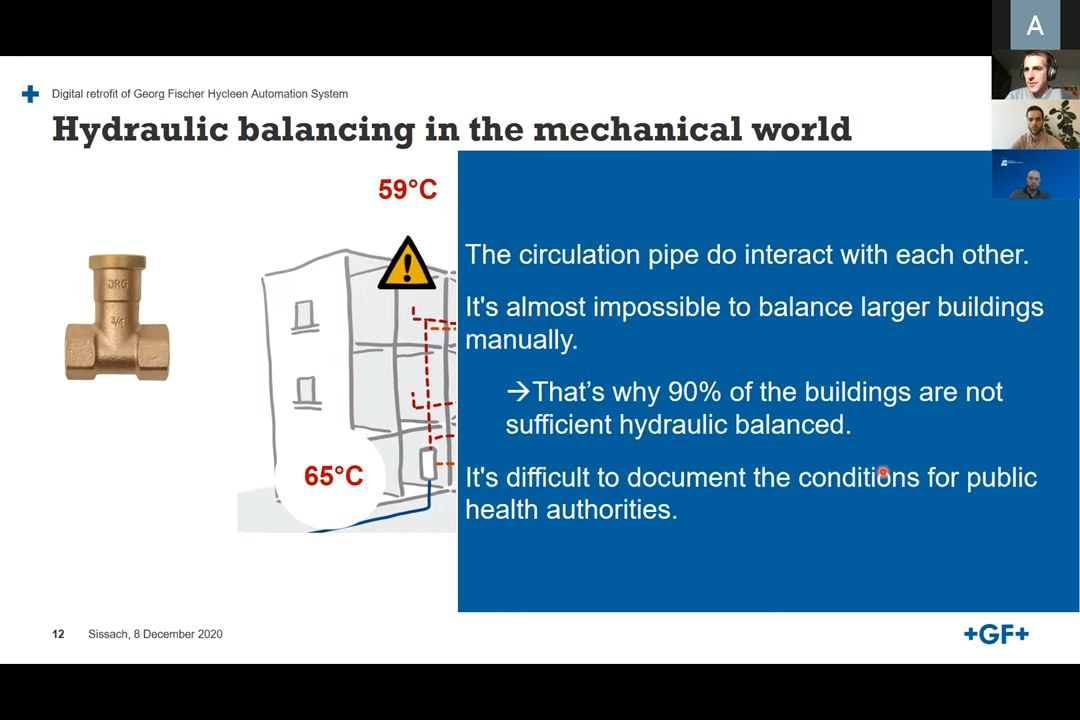 A
Digital retrofit of Georg Fischer Hycleen Automation System
Hydraulic balancing in the mechanical world
59°C
JRG
3/4
The circulation pipe do interact with each other.
It's almost impossible to balance larger buildings
manually.
→That's why 90% of the buildings are not
sufficient hydraulic balanced.
65°C
It's difficult to document the conditions for public
health authorities.
12 Sissach, 8 December 2020
+GF+